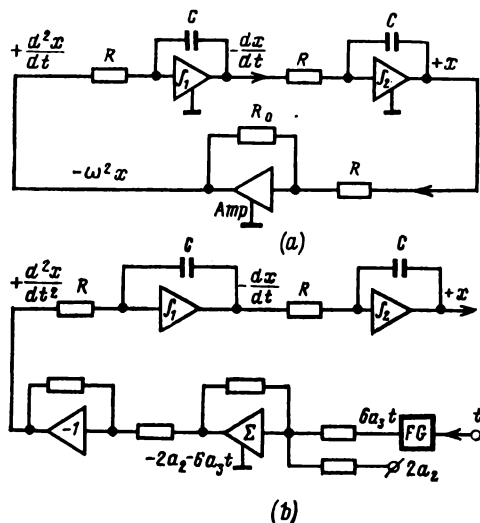 +d²x/dt R C -dx/dt R C +x
∫₁ ∫₂
R₀
-ω²x R
Amp
(a)
+d²x/dt² R C -dx/dt R C +x
∫₁ ∫₂
6a₃t t
-1 Σ FG
-2a₂-6a₃t 2a₂
(b)